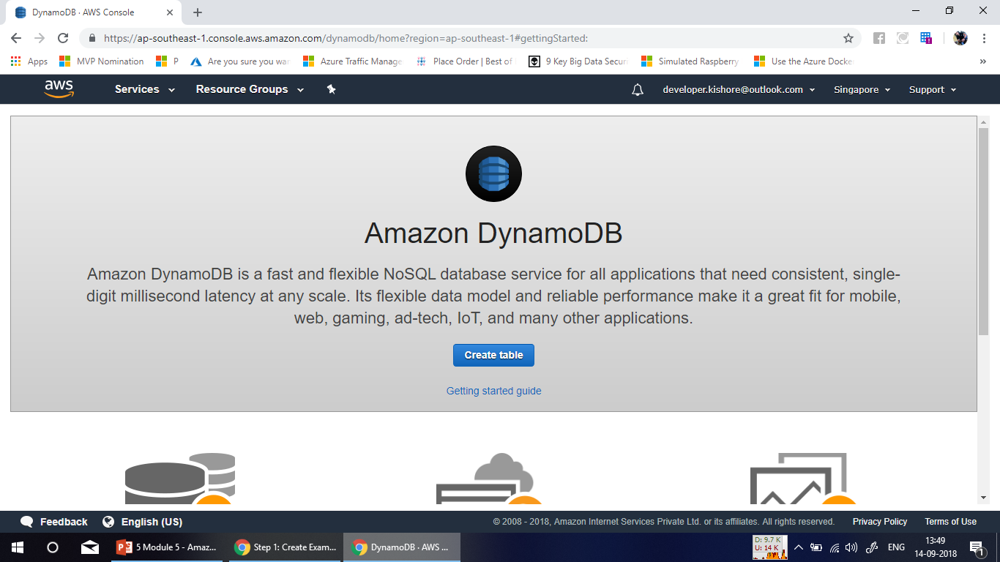 DynamoDB · AWS Console
https://ap-southeast-1.console.aws.amazon.com/dynamodb/home?region=ap-southeast-1#gettingStarted:
Apps MVP Nomination P Are you sure you wan Azure Traffic Manage Place Order | Best of 9 Key Big Data Securi Simulated Raspberry Use the Azure Docke
aws Services Resource Groups developer.kishore@outlook.com Singapore Support
Amazon DynamoDB
Amazon DynamoDB is a fast and flexible NoSQL database service for all applications that need consistent, single-
digit millisecond latency at any scale. Its flexible data model and reliable performance make it a great fit for mobile,
web, gaming, ad-tech, IoT, and many other applications.
Create table
Getting started guide
Feedback English (US) © 2008 - 2018, Amazon Internet Services Private Ltd. or its affiliates. All rights reserved. Privacy Policy Terms of Use
5 Module 5 - Amaz... Step 1: Create Exam... DynamoDB · AWS ...
D: 9.7 K
U: 14 K
ENG
13:49
14-09-2018
1